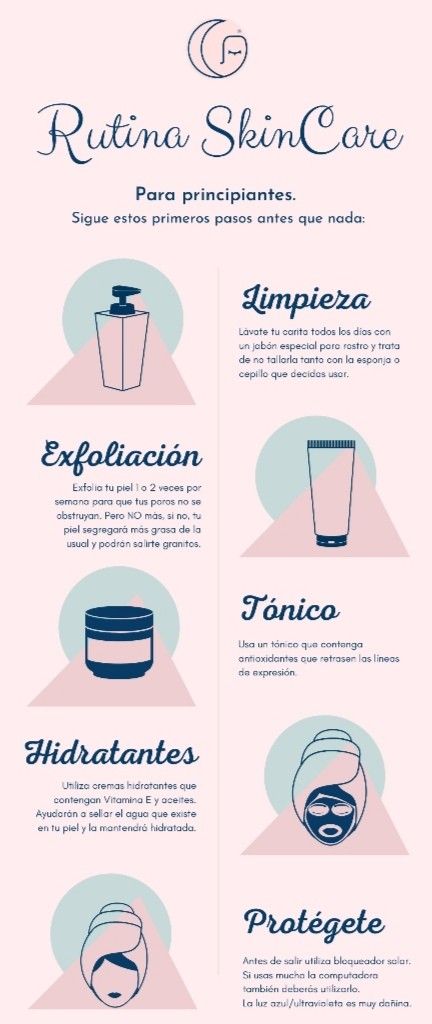 Rutina SkinCare
Para principiantes.
Sigue estos primeros pasos antes que nada:
Limpieza
Lávate tu carita todos los días con
un jabón especial para rostro y trata
de no tallarla tanto con la esponja o
cepillo que decidas usar.
Exfoliación
Exfolia tu piel 1 o 2 veces por
semana para que tus poros no se
obstruyan. Pero NO más, si no, tu
piel segregará más grasa de la
usual y podrán salirte granitos.
Tónico
Usa un tónico que contenga
antioxidantes que retrasen las líneas
de expresión.
Hidratantes
Utiliza cremas hidratantes que
contengan Vitamina E y aceites.
Ayudarán a sellar el agua que existe
en tu piel y la mantendrá hidratada.
Protégete
Antes de salir utiliza bloqueador solar.
Si usas mucho la computadora
también deberás utilizarlo.
La luz azul/ultravioleta es muy dañina.